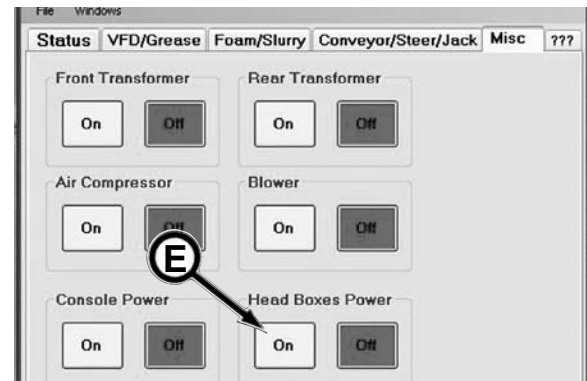 File Windows
Status VFD/Grease Foam/Slurry Conveyor/Steer/Jack Misc ???
Front Transformer Rear Transformer
On Off On Off
Air Compressor Blower
On Off On Off
E
Console Power Head Boxes Power
On Off On Off